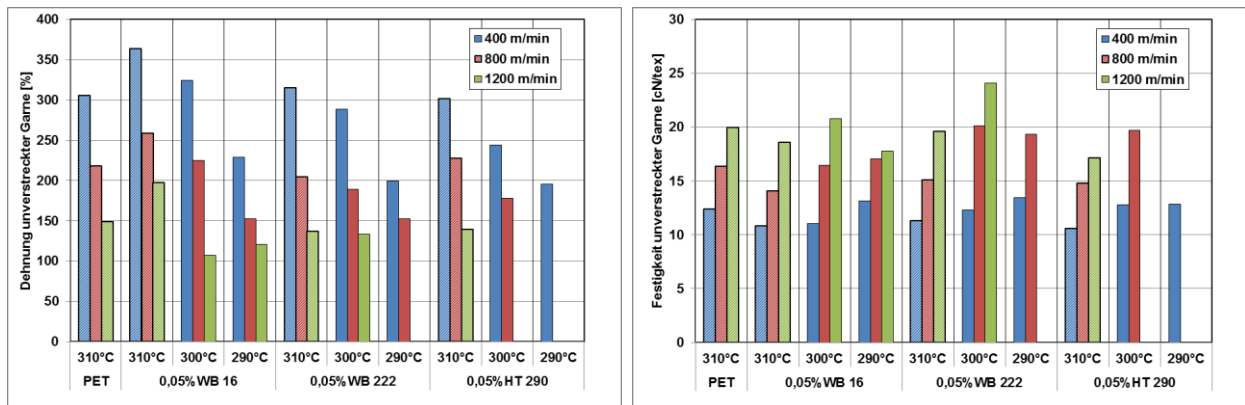 Dehnung unverstreckter Garne [%]
400
350
300
250
200
150
100
50
0
400 m/min
800 m/min
1200 m/min
310°C 310°C 300°C 290°C 310°C 300°C 290°C 310°C 300°C 290°C
PET 0,05% WB 16 0,05% WB 222 0,05% HT 290
Festigkeit unverstreckter Garne [cN/tex]
30
25
20
15
10
5
0
400 m/min
800 m/min
1200 m/min
310°C 310°C 300°C 290°C 310°C 300°C 290°C 310°C 300°C 290°C
PET 0,05% WB 16 0,05% WB 222 0,05% HT 290